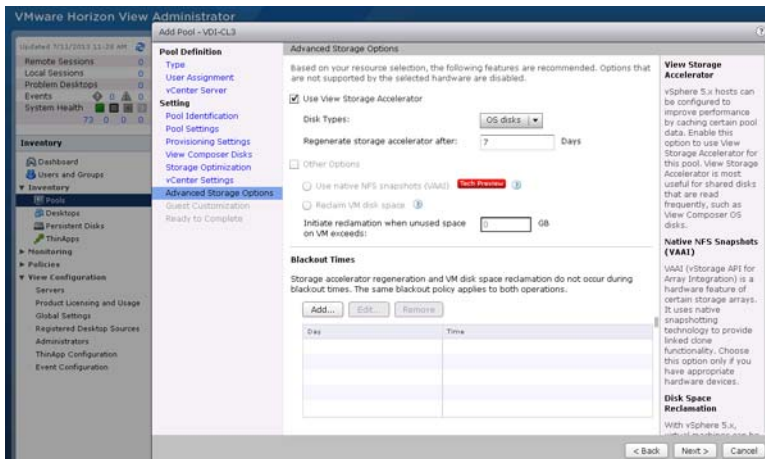 VMware Horizon View Administrator
Updated 7/11/2013 11:28 AM
Remote Sessions 0
Local Sessions 0
Problem Desktops 0
Events 0 0
System Health
73 0 0 0
Inventory
Dashboard
Users and Groups
Inventory
Pools
Desktops
Persistent Disks
ThinApps
Monitoring
Policies
View Configuration
Servers
Product Licensing and Usage
Global Settings
Registered Desktop Sources
Administrators
ThinApp Configuration
Event Configuration
Add Pool - VDI-CL3
Pool Definition
Type
User Assignment
vCenter Server
Setting
Pool Identification
Pool Settings
Provisioning Settings
View Composer Disks
Storage Optimization
vCenter Settings
Advanced Storage Options
Guest Customization
Ready to Complete
Advanced Storage Options
Based on your resource selection, the following features are recommended. Options that
are not supported by the selected hardware are disabled.
Use View Storage Accelerator
Disk Types: OS disks
Regenerate storage accelerator after: 7 Days
Other Options
Use native NFS snapshots (VAAI) Tech Preview
Reclaim VM disk space
Initiate reclamation when unused space
on VM exceeds: 0 GB
Blackout Times
Storage accelerator regeneration and VM disk space reclamation do not occur during
blackout times. The same blackout policy applies to both operations.
Add... Edit... Remove
Day Time
View Storage
Accelerator
vSphere 5.x hosts can
be configured to
improve performance
by caching certain pool
data. Enable this
option to use View
Storage Accelerator for
this pool. View Storage
Accelerator is most
useful for shared disks
that are read
frequently, such as
View Composer OS
disks.
Native NFS Snapshots
(VAAI)
VAAI (vStorage API for
Array Integration) is a
hardware feature of
certain storage arrays.
It uses native
snapshotting
technology to provide
linked clone
functionality. Choose
this option only if you
have appropriate
hardware devices.
Disk Space
Reclamation
With vSphere 5.x,
< Back Next > Cancel